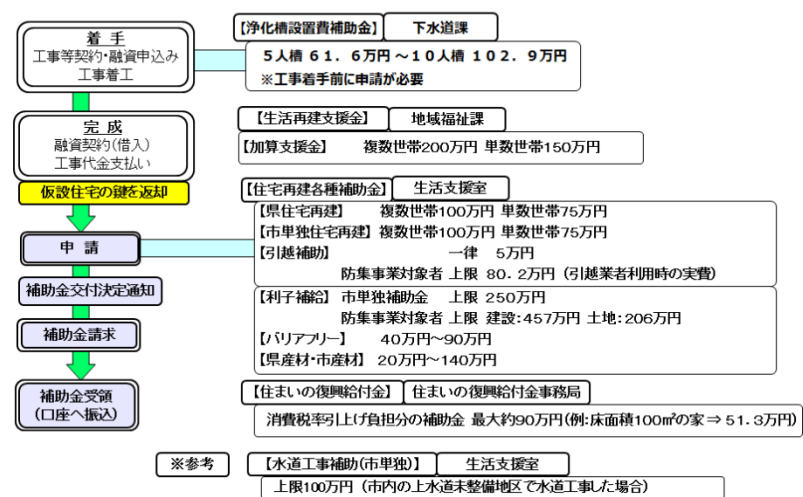 着 手
工事等契約・融資申込み
工事着工
【浄化槽設置費補助金】 下水道課
5人槽 61.6万円 ～10人槽 102.9万円
※工事着手前に申請が必要
完 成
融資契約(借入)
工事代金支払い
【生活再建支援金】 地域福祉課
【加算支援金】 複数世帯200万円 単数世帯150万円
仮設住宅の鍵を返却
【住宅再建各種補助金】 生活支援室
【県住宅再建】 複数世帯100万円 単数世帯75万円
【市単独住宅再建】 複数世帯100万円 単数世帯75万円
【引越補助】 一律 5万円
防集事業対象者 上限 80.2万円 (引越業者利用時の実費)
申 請
補助金交付決定通知
【利子補給】 市単独補助金 上限 250万円
防集事業対象者 上限 建設:457万円 土地:206万円
【バリアフリー】 40万円～90万円
【県産材・市産材】 20万円～140万円
補助金請求
補助金受領
(口座へ振込)
【住まいの復興給付金】 住まいの復興給付金事務局
消費税率引上げ負担分の補助金 最大約90万円(例:床面積100㎡の家⇒51.3万円)
※参考 【水道工事補助(市単独)】 生活支援室
上限100万円 (市内の上水道未整備地区で水道工事した場合)